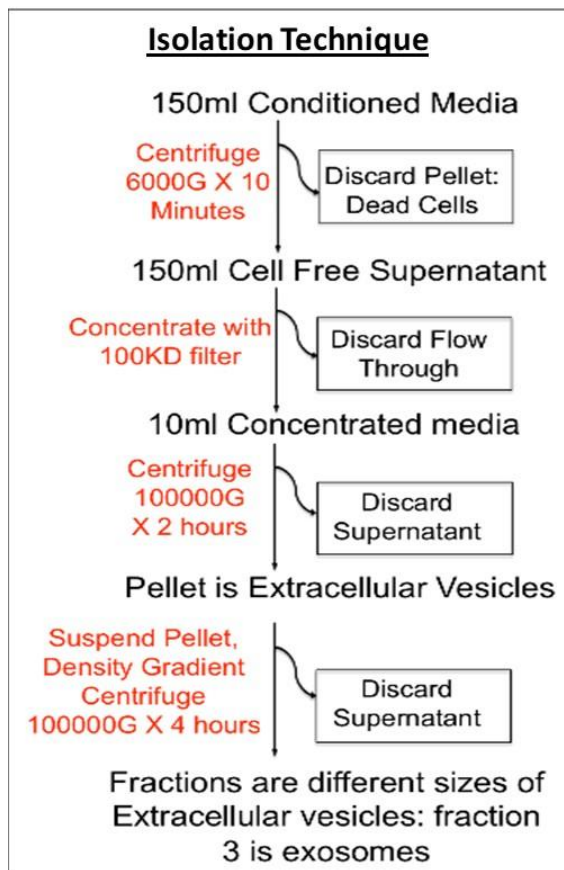 Isolation Technique
150ml Conditioned Media
Centrifuge
6000G X 10
Minutes
Discard Pellet:
Dead Cells
150ml Cell Free Supernatant
Concentrate with
100KD filter
Discard Flow
Through
10ml Concentrated media
Centrifuge
100000G
X 2 hours
Discard
Supernatant
Pellet is Extracellular Vesicles
Suspend Pellet,
Density Gradient
Centrifuge
100000G X 4 hours
Discard
Supernatant
Fractions are different sizes of
Extracellular vesicles: fraction
3 is exosomes